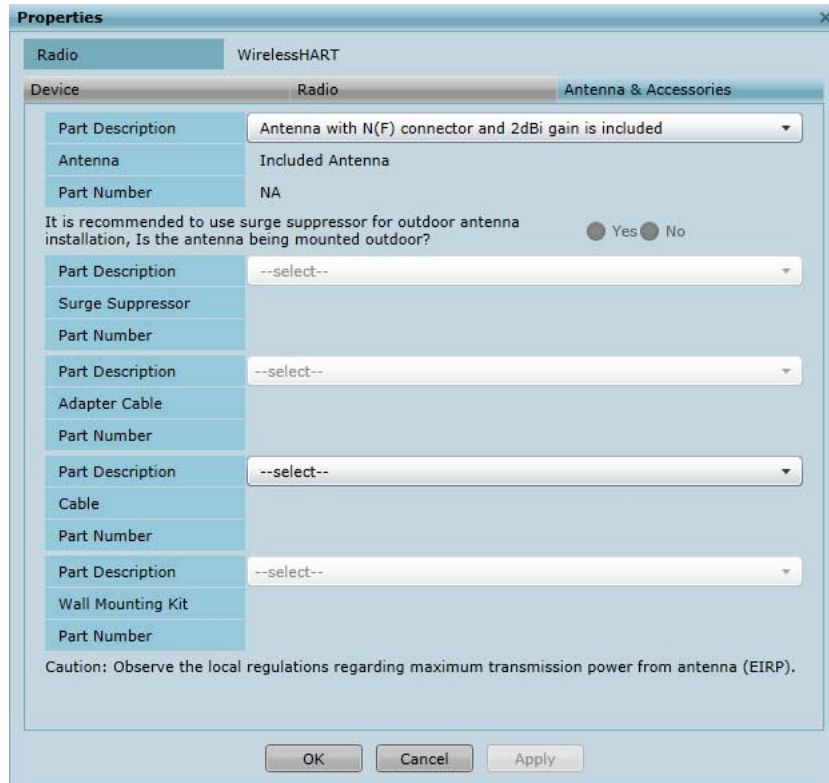 Properties
Radio WirelessHART
Device Radio Antenna & Accessories
Part Description Antenna with N(F) connector and 2dBi gain is included
Antenna Included Antenna
Part Number NA
It is recommended to use surge suppressor for outdoor antenna
installation, Is the antenna being mounted outdoor? Yes No
Part Description --select--
Surge Suppressor
Part Number
Part Description --select--
Adapter Cable
Part Number
Part Description --select--
Cable
Part Number
Part Description --select--
Wall Mounting Kit
Part Number
Caution: Observe the local regulations regarding maximum transmission power from antenna (EIRP).
OK Cancel Apply